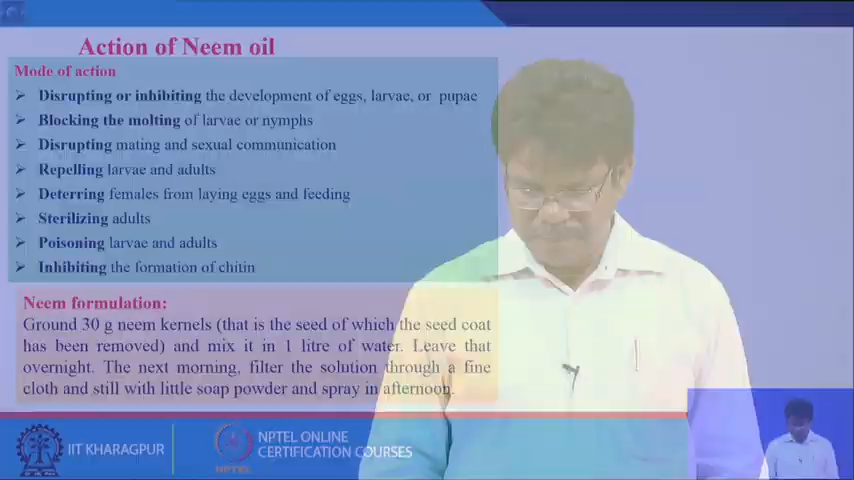 Action of Neem oil
Mode of action
➢ Disrupting or inhibiting the development of eggs, larvae, or pupae
➢ Blocking the molting of larvae or nymphs
➢ Disrupting mating and sexual communication
➢ Repelling larvae and adults
➢ Deterring females from laying eggs and feeding
➢ Sterilizing adults
➢ Poisoning larvae and adults
➢ Inhibiting the formation of chitin
Neem formulation:
Ground 30 g neem kernels (that is the seed of which the seed coat
has been removed) and mix it in 1 litre of water. Leave that
overnight. The next morning, filter the solution through a fine
cloth and still with little soap powder and spray in afternoon.
IIT KHARAGPUR
NPTEL
NPTEL ONLINE
CERTIFICATION COURSES